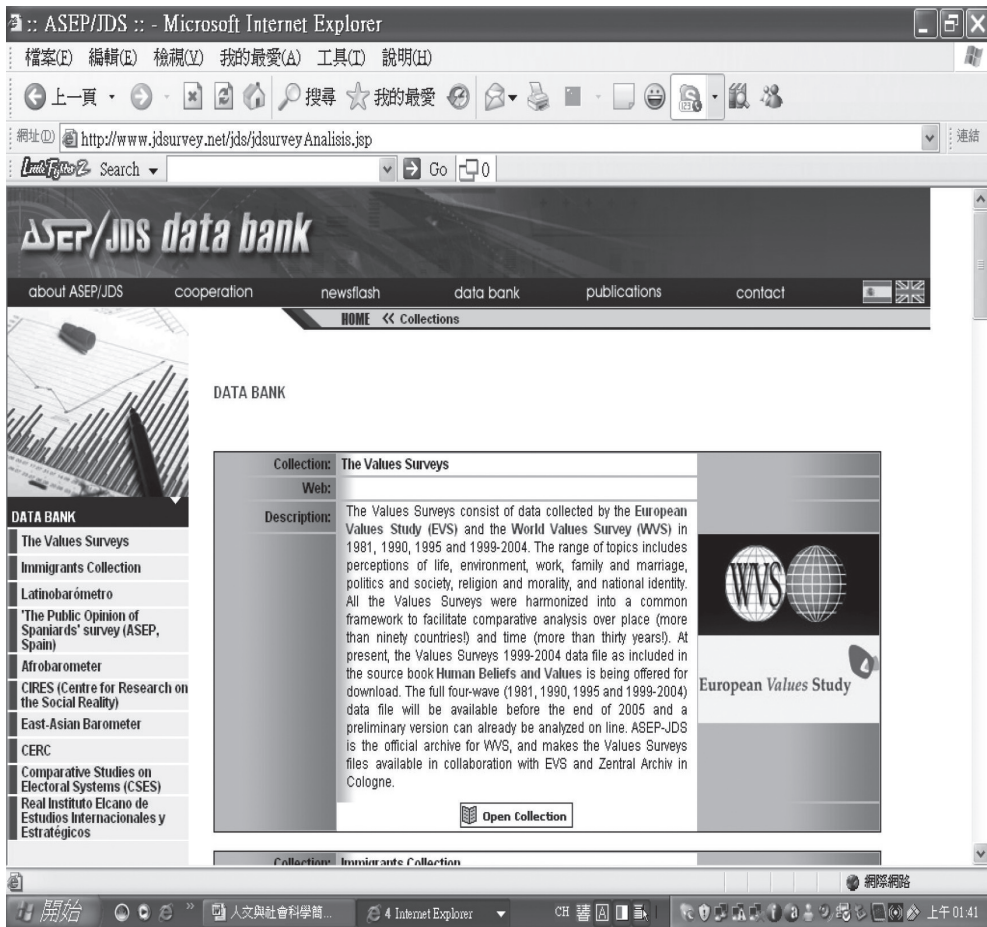 :: ASEP/JDS :: - Microsoft Internet Explorer
檔案(F) 編輯(E) 檢視(V) 我的最愛(A) 工具(T) 說明(H)
上一頁 搜尋 我的最愛
網址(D) http://www.jdsurvey.net/jds/jdsurveyAnalisis.jsp 連結
Search Go 0
ASEP/JDS data bank
about ASEP/JDS cooperation newsflash data bank publications contact
HOME << Collections
DATA BANK
The Values Surveys
Immigrants Collection
Latinobarómetro
'The Public Opinion of
Spaniards' survey (ASEP,
Spain)
Afrobarometer
CIRES (Centre for Research on
the Social Reality)
East-Asian Barometer
CERC
Comparative Studies on
Electoral Systems (CSES)
Real Instituto Elcano de
Estudios Internacionales y
Estratégicos
DATA BANK
Collection: The Values Surveys
Web:
Description: The Values Surveys consist of data collected by the European
Values Study (EVS) and the World Values Survey (WVS) in
1981, 1990, 1995 and 1999-2004. The range of topics includes
perceptions of life, environment, work, family and marriage,
politics and society, religion and morality, and national identity.
All the Values Surveys were harmonized into a common
framework to facilitate comparative analysis over place (more
than ninety countries!) and time (more than thirty years!). At
present, the Values Surveys 1999-2004 data file as included in
the source book Human Beliefs and Values is being offered for
download. The full four-wave (1981, 1990, 1995 and 1999-2004)
data file will be available before the end of 2005 and a
preliminary version can already be analyzed on line. ASEP-JDS
is the official archive for WVS, and makes the Values Surveys
files available in collaboration with EVS and Zentral Archiv in
Cologne.
Open Collection
WVS
European Values Study
Collection: Immigrants Collection
網際網路
開始 人文與社會科學簡... 4 Internet Explorer CH 上午 01:41